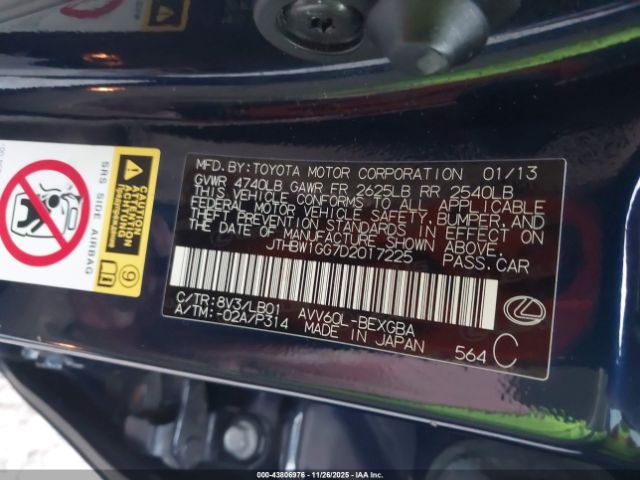 MFD.BY:TOYOTA MOTOR CORPORATION 01/13
GVWR 4740LB GAWR FR 2625LB RR 2540LB
THIS VEHICLE CONFORMS TO ALL APPLICABLE
FEDERAL MOTOR VEHICLE SAFETY, BUMPER, AND
THEFT PREVENTION STANDARDS IN EFFECT ON
THE DATE OF MANUFACTURE SHOWN ABOVE.
JTHBW1GG7D2017225 PASS.CAR
C/TR:8V3/LB01 AVV60L-BEXGBA
A/TM:-02A/P314 MADE IN JAPAN
564 C
SRS SIDE AIRBAG
9
000-43806976 - 11/26/2025 - IAAI.com